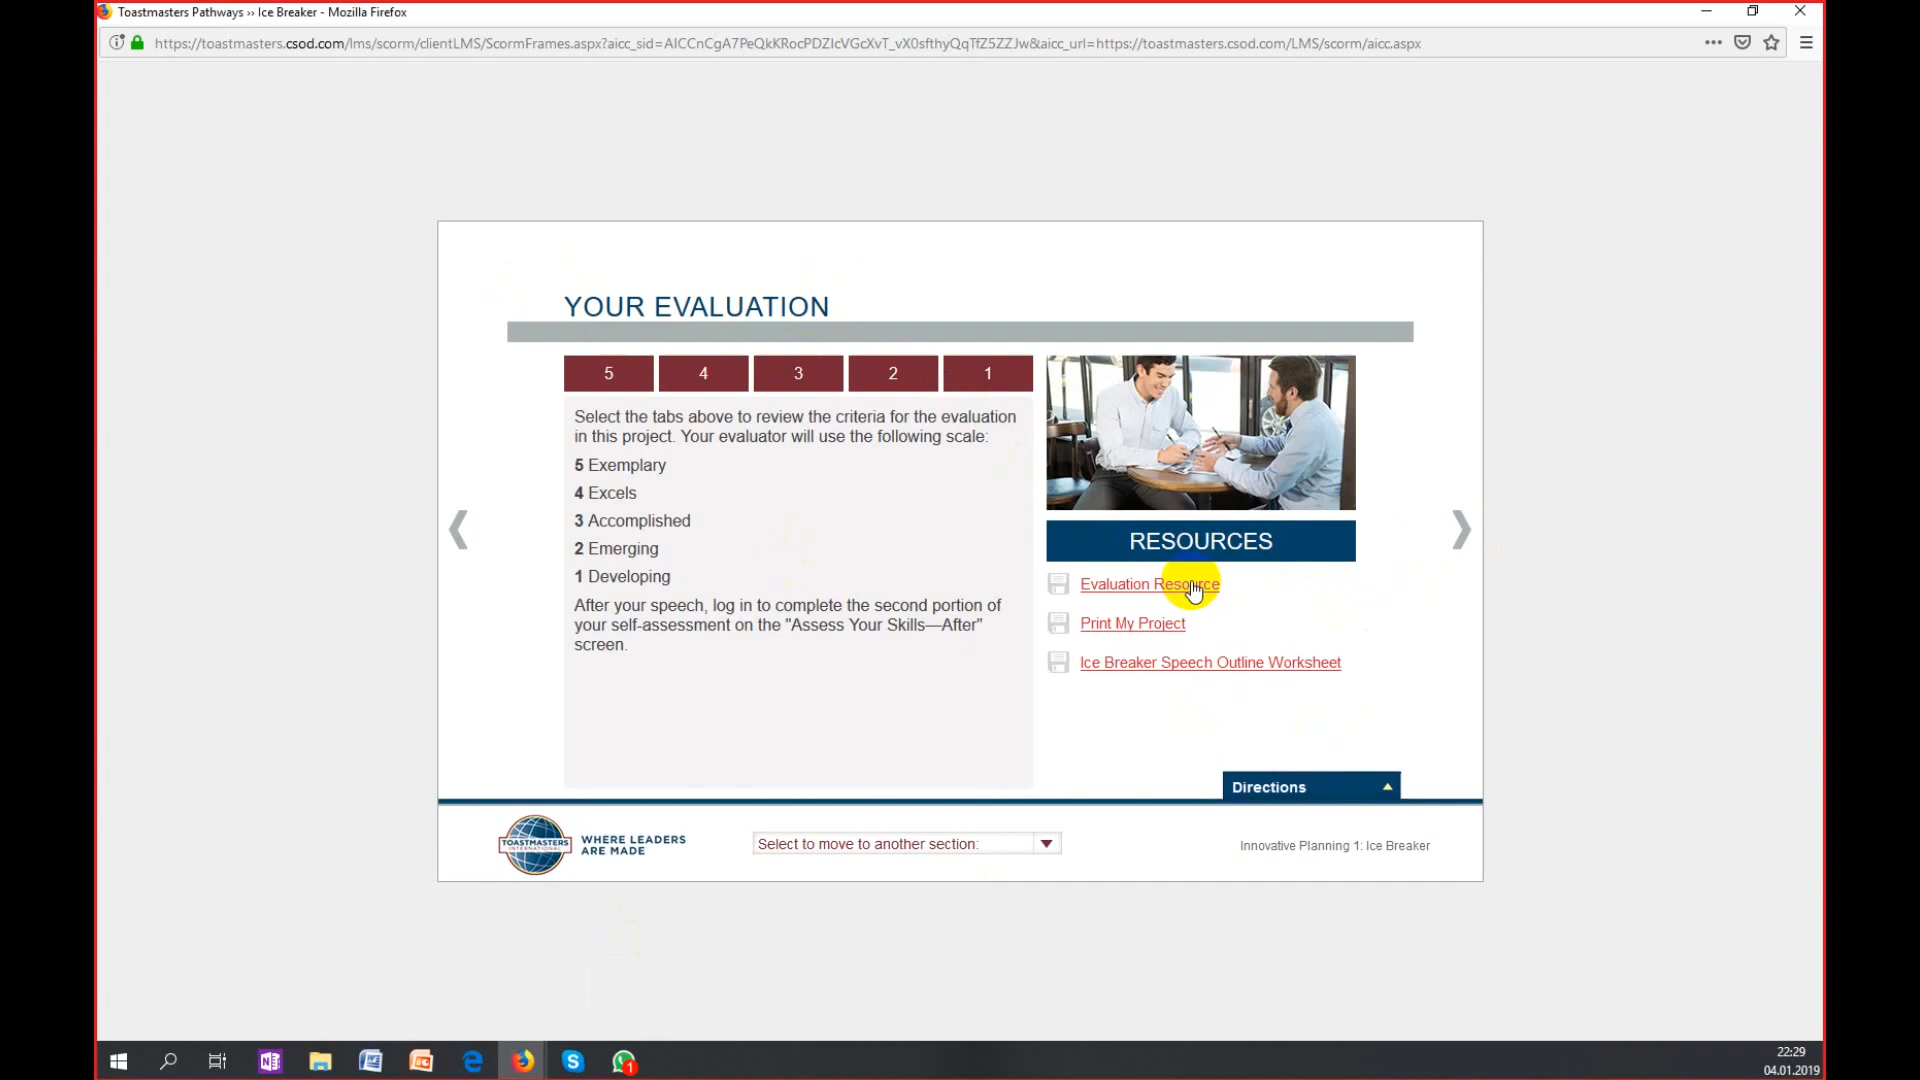 Toastmasters Pathways ›› Ice Breaker - Mozilla Firefox
https://toastmasters.csod.com/lms/scorm/clientLMS/ScormFrames.aspx?aicc_sid=AICCnCgA7PeQkKRocPDZIcVGcXvT_vX0sfthyQqTfZ5ZZJw&aicc_url=https://toastmasters.csod.com/LMS/scorm/aicc.aspx
YOUR EVALUATION
5 4 3 2 1
Select the tabs above to review the criteria for the evaluation
in this project. Your evaluator will use the following scale:
5 Exemplary
4 Excels
3 Accomplished
2 Emerging
1 Developing
After your speech, log in to complete the second portion of
your self-assessment on the "Assess Your Skills—After"
screen.
RESOURCES
Evaluation Resource
Print My Project
Ice Breaker Speech Outline Worksheet
Directions
TOASTMASTERS
INTERNATIONAL
WHERE LEADERS
ARE MADE
Select to move to another section:
Innovative Planning 1: Ice Breaker
1
22:29
04.01.2019